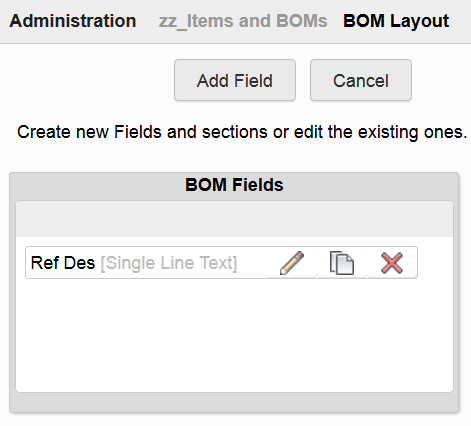 Administration zz_Items and BOMs BOM Layout
Add Field Cancel
Create new Fields and sections or edit the existing ones.
BOM Fields
Ref Des [Single Line Text]